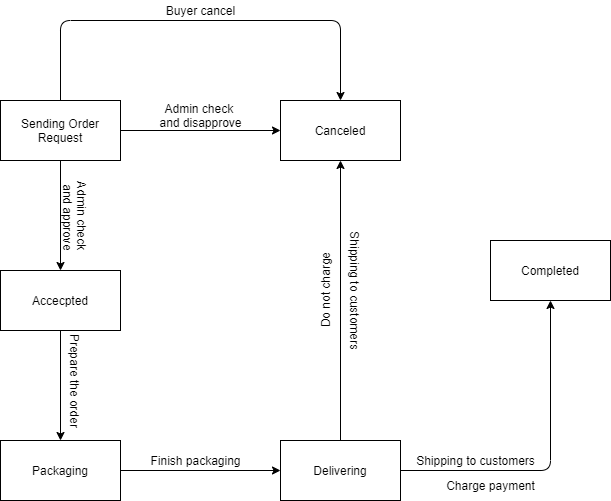 Buyer cancel
Sending Order
Request
Admin check
and disapprove
Canceled
Admin check
and approve
Shipping to customers
Do not charge
Completed
Accecpted
Prepare the order
Packaging
Finish packaging
Delivering
Shipping to customers
Charge payment